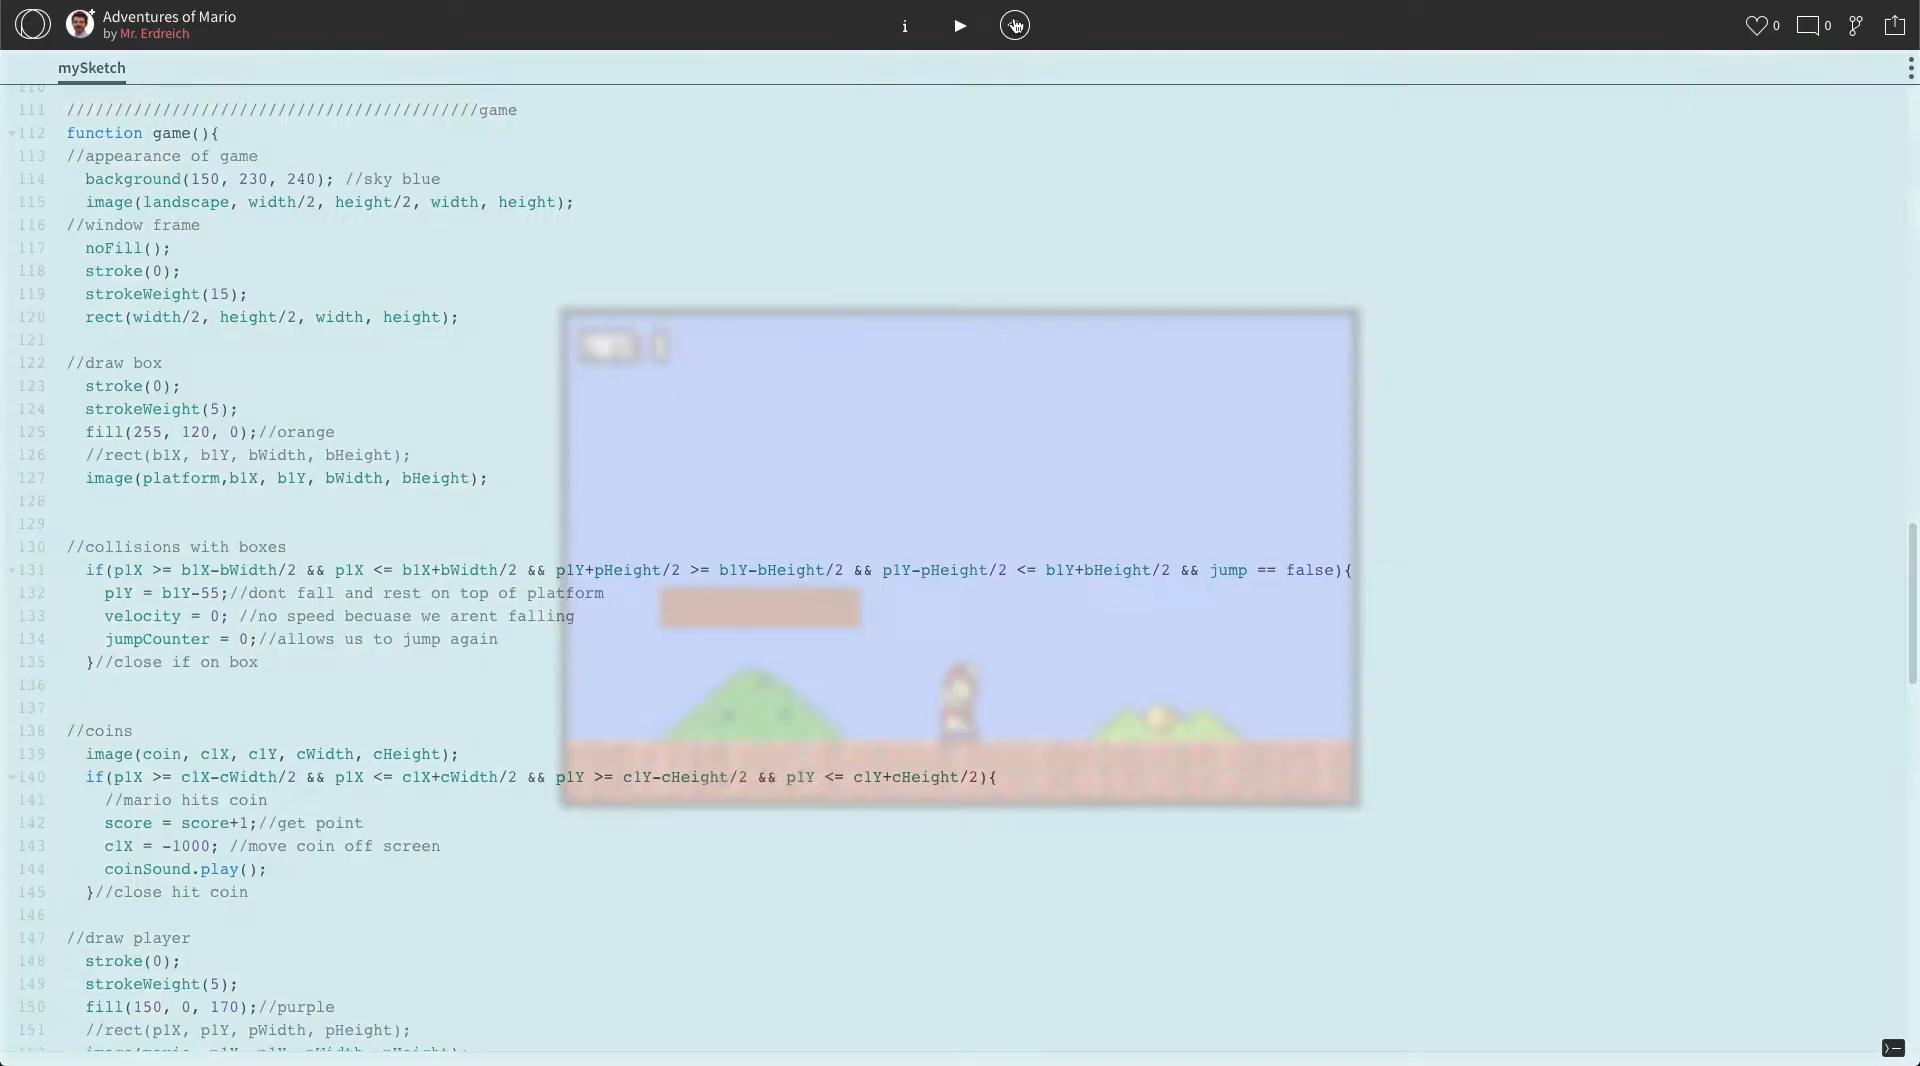 Adventures of Mario
by Mr. Erdreich
0
0
mySketch
110
111 ///////////////////////////////////////////game
112 function game(){
113 //appearance of game
114 background(150, 230, 240); //sky blue
115 image(landscape, width/2, height/2, width, height);
116 //window frame
117 noFill();
118 stroke(0);
119 strokeWeight(15);
120 rect(width/2, height/2, width, height);
121
122 //draw box
123 stroke(0);
124 strokeWeight(5);
125 fill(255, 120, 0);//orange
126 //rect(b1X, b1Y, bWidth, bHeight);
127 image(platform,b1X, b1Y, bWidth, bHeight);
128
129
130 //collisions with boxes
131 if(p1X >= b1X-bWidth/2 && p1X <= b1X+bWidth/2 && p1Y+pHeight/2 >= b1Y-bHeight/2 && p1Y-pHeight/2 <= b1Y+bHeight/2 && jump == false){
132 p1Y = b1Y-55;//dont fall and rest on top of platform
133 velocity = 0; //no speed becuase we arent falling
134 jumpCounter = 0;//allows us to jump again
135 }//close if on box
136
137
138 //coins
139 image(coin, c1X, c1Y, cWidth, cHeight);
140 if(p1X >= c1X-cWidth/2 && p1X <= c1X+cWidth/2 && p1Y >= c1Y-cHeight/2 && p1Y <= c1Y+cHeight/2){
141 //mario hits coin
142 score = score+1;//get point
143 c1X = -1000; //move coin off screen
144 coinSound.play();
145 }//close hit coin
146
147 //draw player
148 stroke(0);
149 strokeWeight(5);
150 fill(150, 0, 170);//purple
151 //rect(p1X, p1Y, pWidth, pHeight);